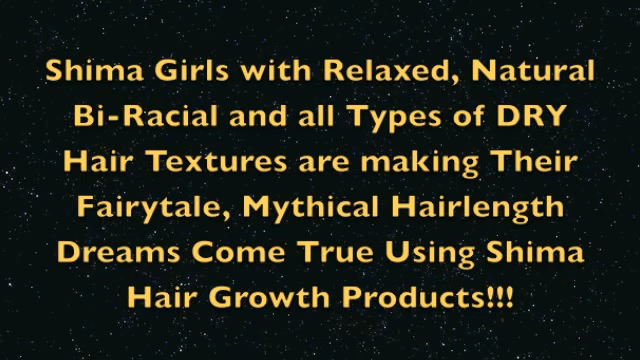 Shima Girls with Relaxed, Natural
Bi-Racial and all Types of DRY
Hair Textures are making Their
Fairytale, Mythical Hairlength
Dreams Come True Using Shima
Hair Growth Products!!!